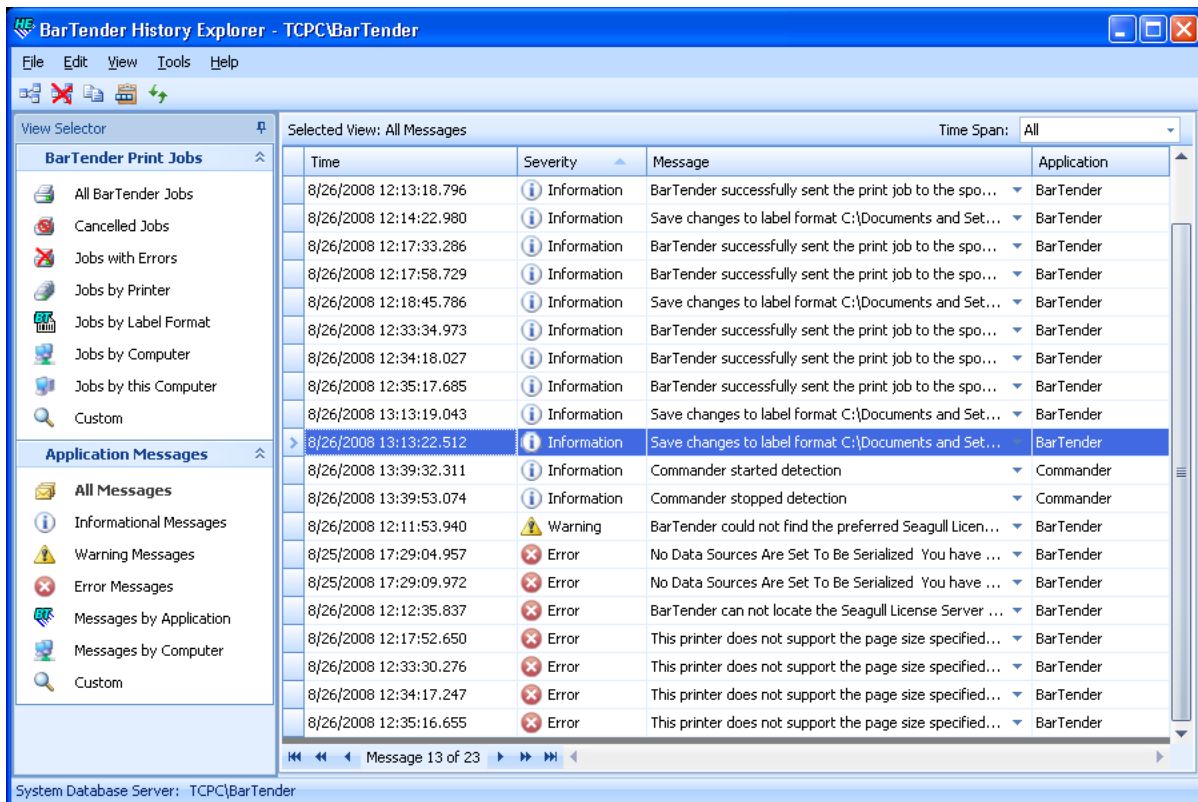 BarTender History Explorer - TCPC\BarTender
File Edit View Tools Help
View Selector
BarTender Print Jobs
All BarTender Jobs
Cancelled Jobs
Jobs with Errors
Jobs by Printer
Jobs by Label Format
Jobs by Computer
Jobs by this Computer
Custom
Application Messages
All Messages
Informational Messages
Warning Messages
Error Messages
Messages by Application
Messages by Computer
Custom
Selected View: All Messages Time Span: All
Time Severity Message Application
8/26/2008 12:13:18.796 Information BarTender successfully sent the print job to the spo... BarTender
8/26/2008 12:14:22.980 Information Save changes to label format C:\Documents and Set... BarTender
8/26/2008 12:17:33.286 Information BarTender successfully sent the print job to the spo... BarTender
8/26/2008 12:17:58.729 Information BarTender successfully sent the print job to the spo... BarTender
8/26/2008 12:18:45.786 Information Save changes to label format C:\Documents and Set... BarTender
8/26/2008 12:33:34.973 Information BarTender successfully sent the print job to the spo... BarTender
8/26/2008 12:34:18.027 Information BarTender successfully sent the print job to the spo... BarTender
8/26/2008 12:35:17.685 Information BarTender successfully sent the print job to the spo... BarTender
8/26/2008 13:13:19.043 Information Save changes to label format C:\Documents and Set... BarTender
8/26/2008 13:13:22.512 Information Save changes to label format C:\Documents and Set... BarTender
8/26/2008 13:39:32.311 Information Commander started detection Commander
8/26/2008 13:39:53.074 Information Commander stopped detection Commander
8/26/2008 12:11:53.940 Warning BarTender could not find the preferred Seagull Licen... BarTender
8/25/2008 17:29:04.957 Error No Data Sources Are Set To Be Serialized You have ... BarTender
8/25/2008 17:29:09.972 Error No Data Sources Are Set To Be Serialized You have ... BarTender
8/26/2008 12:12:35.837 Error BarTender can not locate the Seagull License Server ... BarTender
8/26/2008 12:17:52.650 Error This printer does not support the page size specified... BarTender
8/26/2008 12:33:30.276 Error This printer does not support the page size specified... BarTender
8/26/2008 12:34:17.247 Error This printer does not support the page size specified... BarTender
8/26/2008 12:35:16.655 Error This printer does not support the page size specified... BarTender
Message 13 of 23
System Database Server: TCPC\BarTender